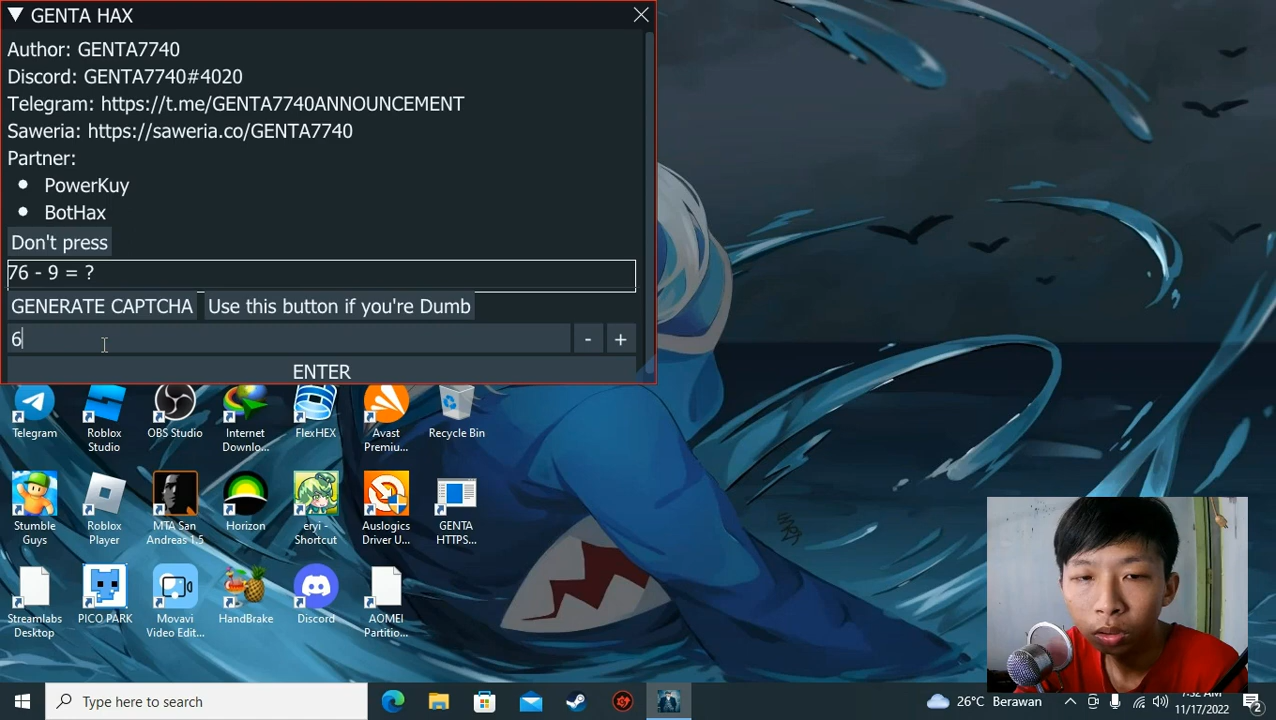 GENTA HAX
Author: GENTA7740
Discord: GENTA7740#4020
Telegram: https://t.me/GENTA7740ANNOUNCEMENT
Saweria: https://saweria.co/GENTA7740
Partner:
PowerKuy
BotHax
Don't press
76 - 9 = ?
GENERATE CAPTCHA Use this button if you're Dumb
6 - +
ENTER
Telegram
Roblox Studio
OBS Studio
Internet Downlo...
FlexHEX
Avast Premiu...
Recycle Bin
Stumble Guys
Roblox Player
MTA San Andreas 1.5
Horizon
eryi - Shortcut
Auslogics Driver U...
GENTA HTTPS...
Streamlabs Desktop
PICO PARK
Movavi Video Edit...
HandBrake
Discord
AOMEI Partitio...
Type here to search
26°C Berawan
11/17/2022
2